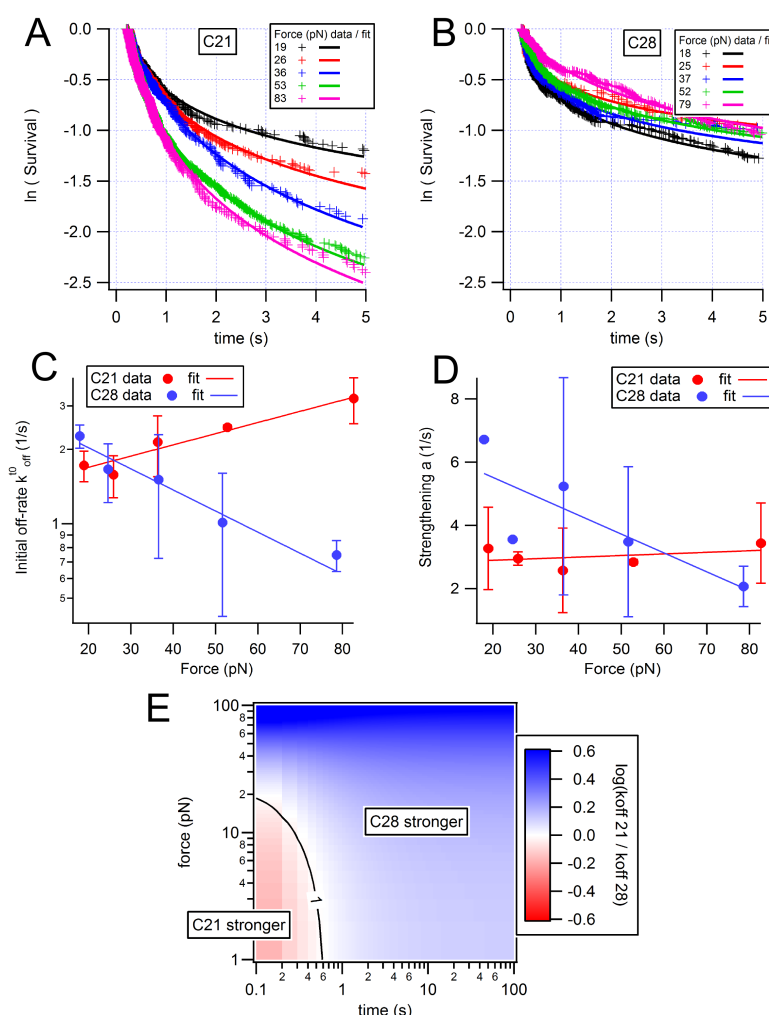 A
C21
Force (pN) data / fit
19
26
36
53
83
0.0
-0.5
-1.0
-1.5
-2.0
-2.5
ln ( Survival)
0 1 2 3 4 5
time (s)
B
C28
Force (pN) data / fit
18
25
37
52
79
0.0
-0.5
-1.0
-1.5
-2.0
-2.5
ln ( Survival)
0 1 2 3 4 5
time (s)
C
C21 data fit
C28 data fit
3
2
1
9
8
7
6
5
Initial off-rate k^t0_off (1/s)
20 30 40 50 60 70 80
Force (pN)
D
C21 data fit
C28 data fit
8
6
4
2
Strengthening a (1/s)
20 30 40 50 60 70 80
Force (pN)
E
100
8
6
4
2
10
8
6
4
2
1
force (pN)
C28 stronger
C21 stronger
1
0.1 2 4 6 1 2 4 6 10 2 4 6 100
time (s)
0.6
0.4
0.2
0.0
-0.2
-0.4
-0.6
log(koff 21 / koff 28)